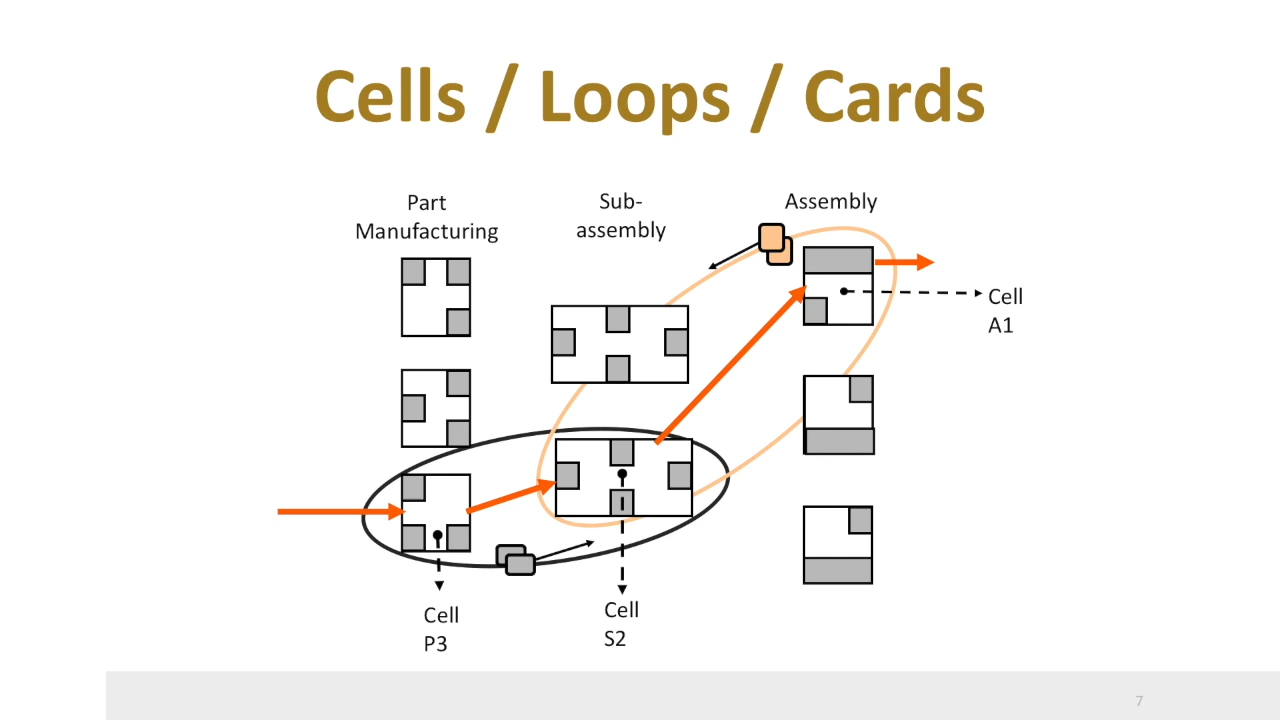 Cells / Loops / Cards
Part
Manufacturing
Sub-
assembly
Assembly
Cell
A1
Cell
P3
Cell
S2
7